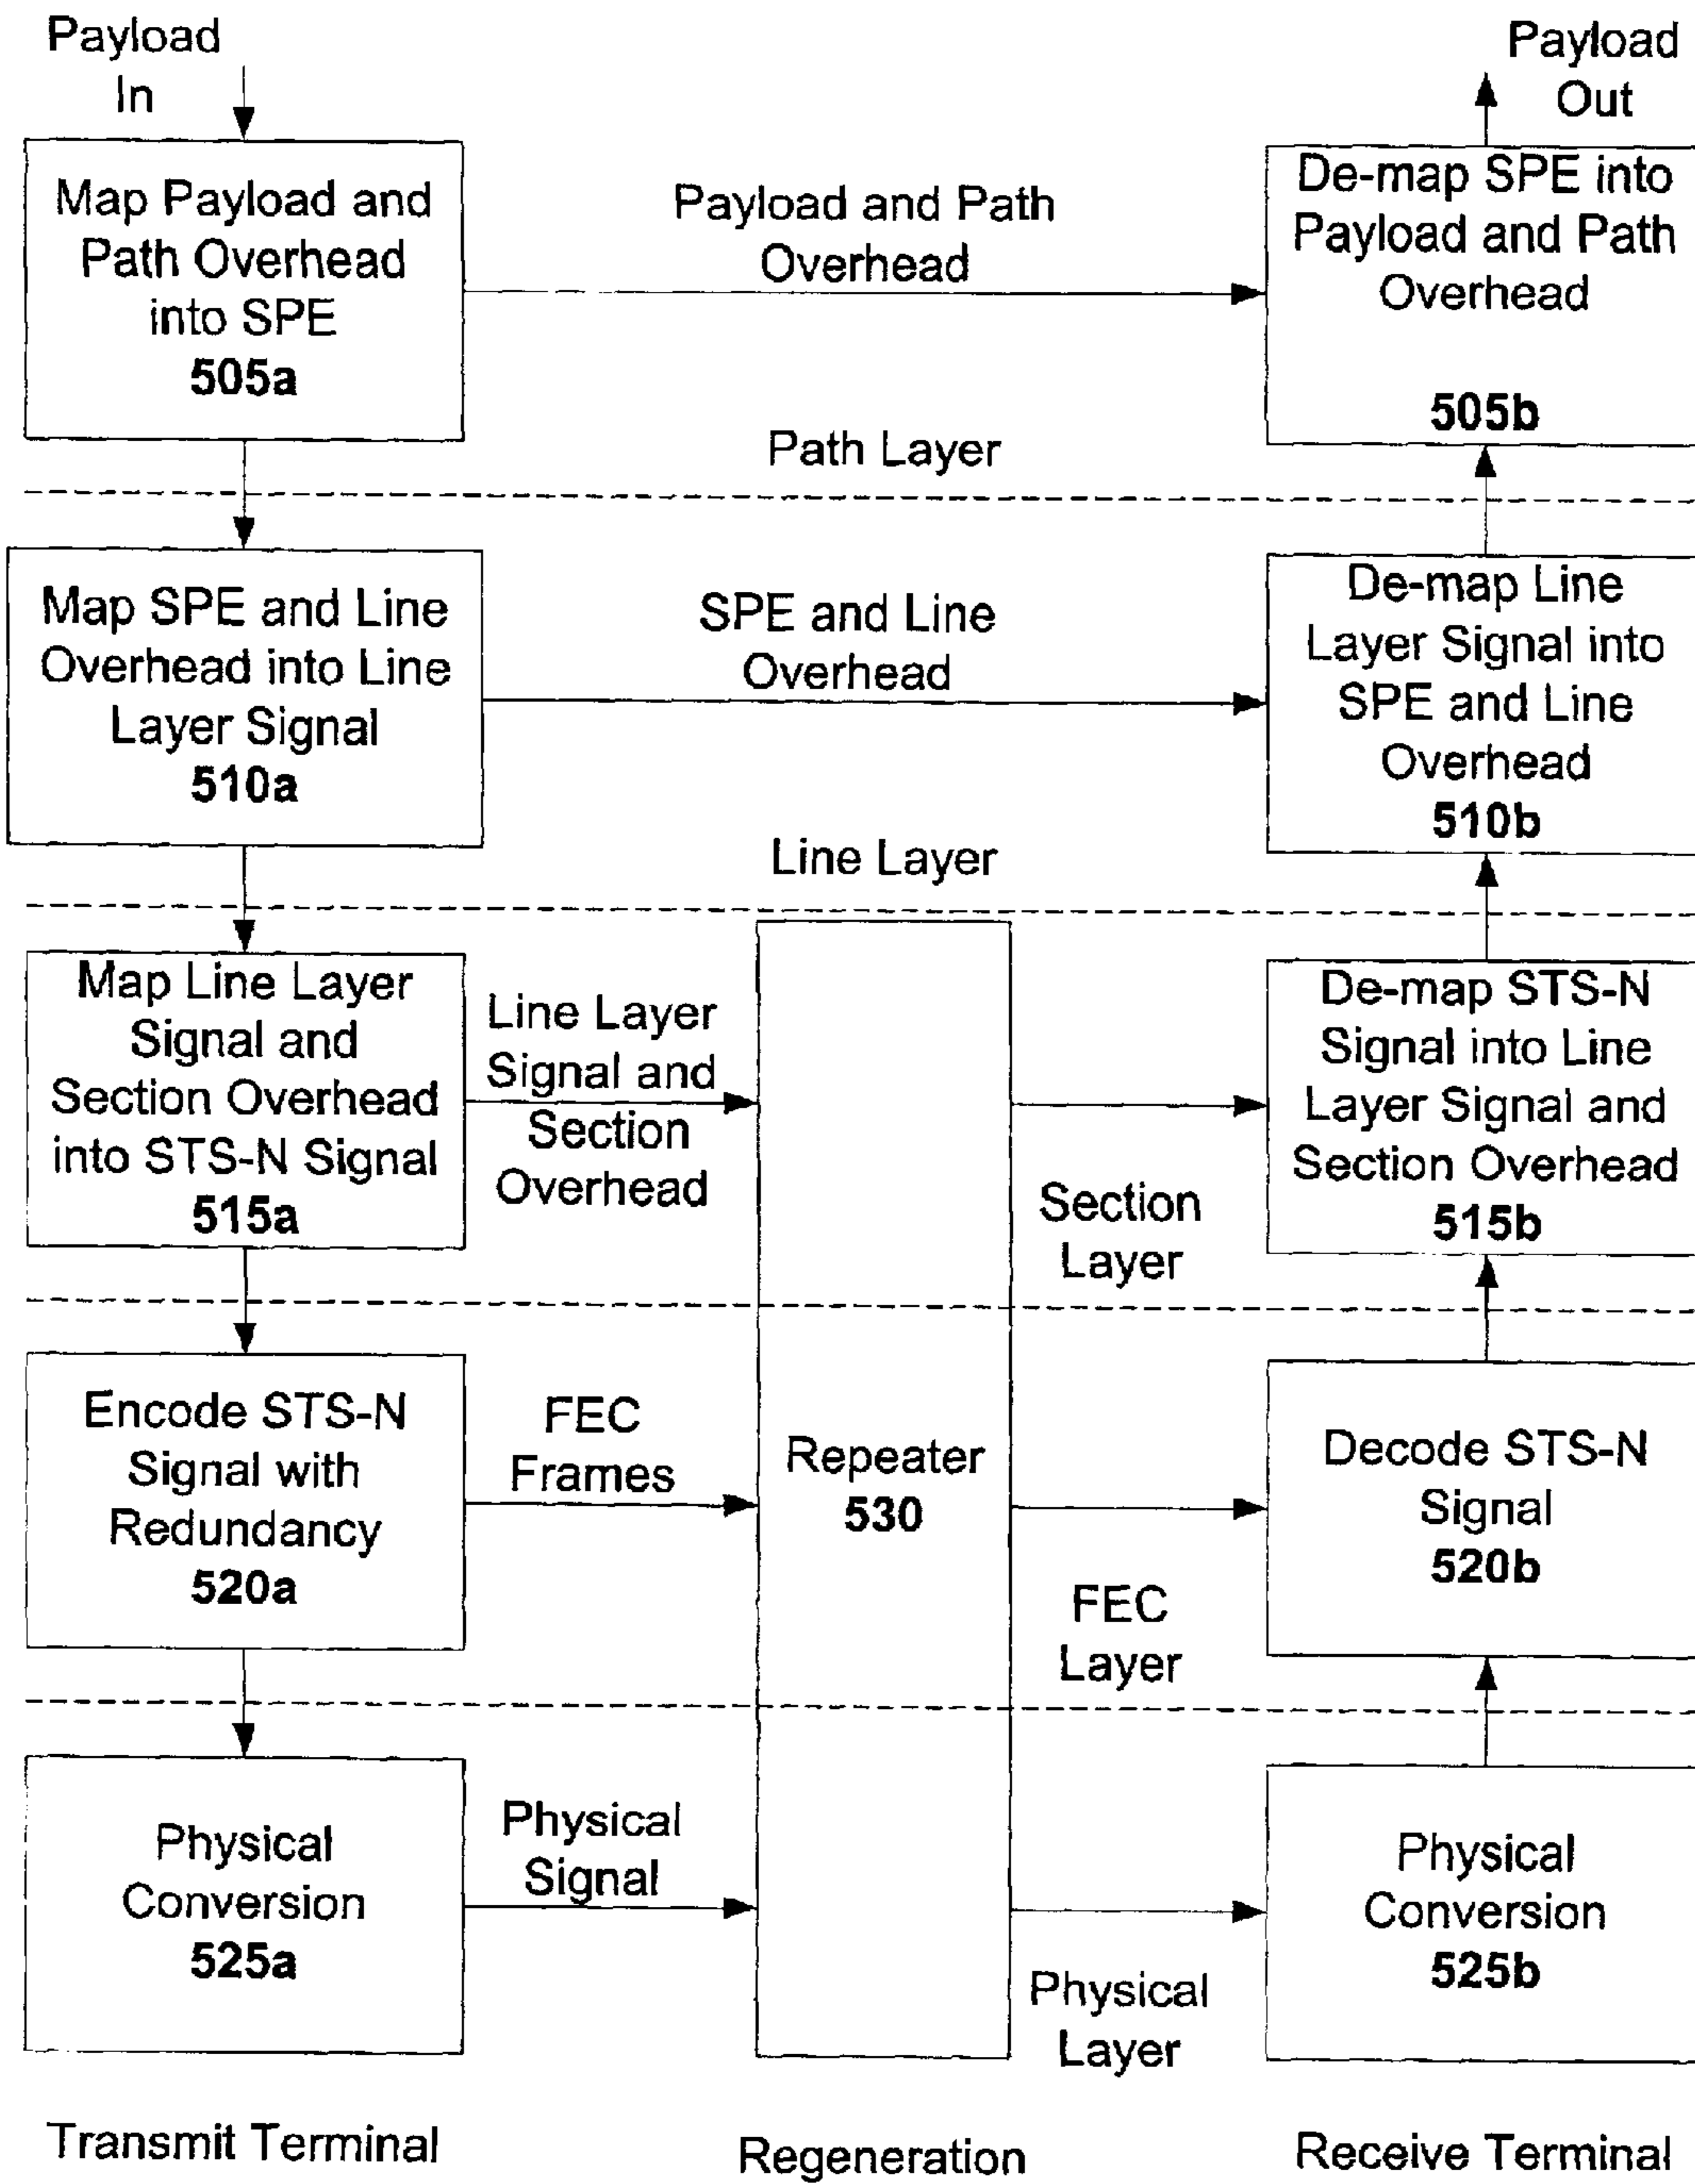 Payload
In
Payload
Out
Map Payload and
Path Overhead
into SPE
505a
Payload and Path
Overhead
De-map SPE into
Payload and Path
Overhead
505b
Path Layer
Map SPE and Line
Overhead into Line
Layer Signal
510a
SPE and Line
Overhead
De-map Line
Layer Signal into
SPE and Line
Overhead
510b
Line Layer
Map Line Layer
Signal and
Section Overhead
into STS-N Signal
515a
Line Layer
Signal and
Section
Overhead
Section
Layer
De-map STS-N
Signal into Line
Layer Signal and
Section Overhead
515b
Encode STS-N
Signal with
Redundancy
520a
FEC
Frames
Repeater
530
FEC
Layer
Decode STS-N
Signal
520b
Physical
Conversion
525a
Physical
Signal
Physical
Layer
Physical
Conversion
525b
Transmit Terminal
Regeneration
Receive Terminal